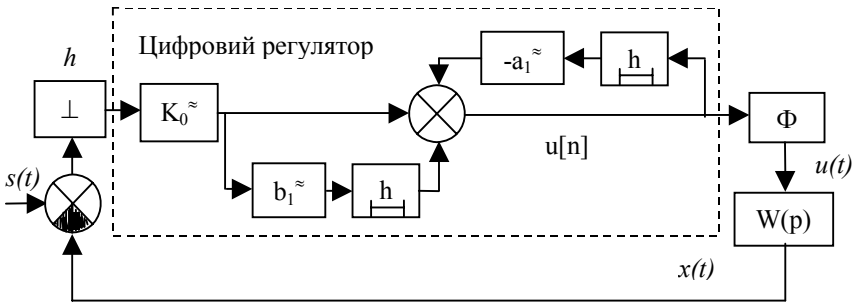 Цифровий регулятор
h
-a₁≈
h
⊥
K₀≈
Φ
u[n]
s(t)
u(t)
b₁≈
h
W(p)
x(t)